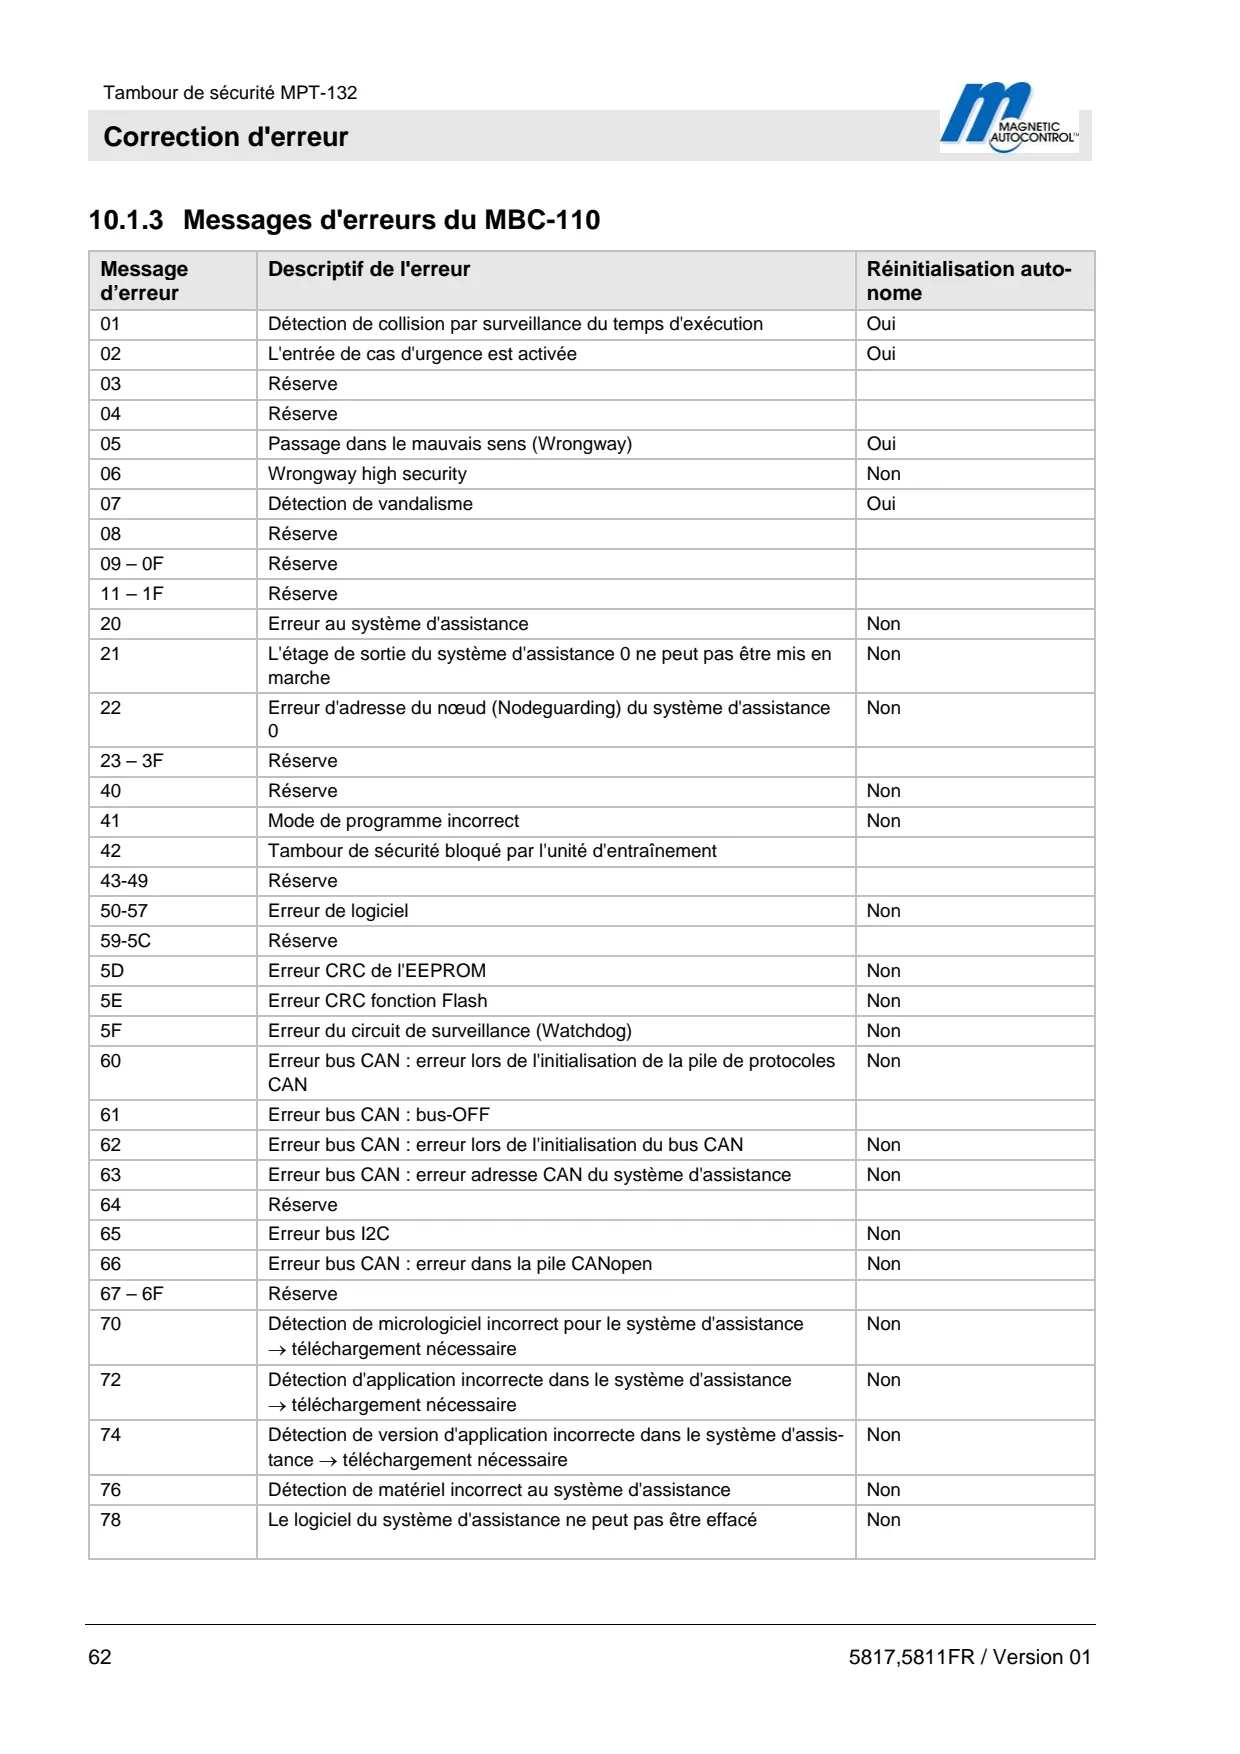 Tambour de sécurité MPT-132
Correction d'erreur
MAGNETIC
AUTOCONTROL™
10.1.3 Messages d'erreurs du MBC-110
Message d’erreur Descriptif de l'erreur Réinitialisation auto-
nome
01 Détection de collision par surveillance du temps d'exécution Oui
02 L'entrée de cas d'urgence est activée Oui
03 Réserve
04 Réserve
05 Passage dans le mauvais sens (Wrongway) Oui
06 Wrongway high security Non
07 Détection de vandalisme Oui
08 Réserve
09 – 0F Réserve
11 – 1F Réserve
20 Erreur au système d'assistance Non
21 L'étage de sortie du système d'assistance 0 ne peut pas être mis en Non
marche
22 Erreur d'adresse du nœud (Nodeguarding) du système d'assistance Non
0
23 – 3F Réserve
40 Réserve Non
41 Mode de programme incorrect Non
42 Tambour de sécurité bloqué par l'unité d'entraînement
43-49 Réserve
50-57 Erreur de logiciel Non
59-5C Réserve
5D Erreur CRC de l'EEPROM Non
5E Erreur CRC fonction Flash Non
5F Erreur du circuit de surveillance (Watchdog) Non
60 Erreur bus CAN : erreur lors de l'initialisation de la pile de protocoles Non
CAN
61 Erreur bus CAN : bus-OFF
62 Erreur bus CAN : erreur lors de l'initialisation du bus CAN Non
63 Erreur bus CAN : erreur adresse CAN du système d'assistance Non
64 Réserve
65 Erreur bus I2C Non
66 Erreur bus CAN : erreur dans la pile CANopen Non
67 – 6F Réserve
70 Détection de micrologiciel incorrect pour le système d'assistance Non
→ téléchargement nécessaire
72 Détection d'application incorrecte dans le système d'assistance Non
→ téléchargement nécessaire
74 Détection de version d'application incorrecte dans le système d'assis- Non
tance → téléchargement nécessaire
76 Détection de matériel incorrect au système d'assistance Non
78 Le logiciel du système d'assistance ne peut pas être effacé Non
62 5817,5811FR / Version 01